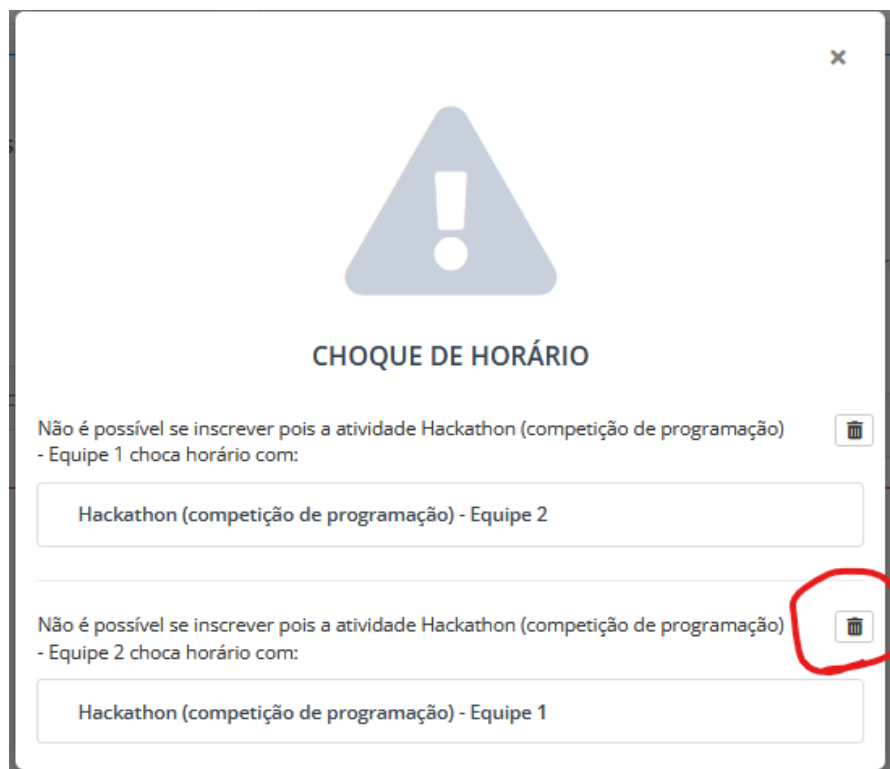 ×
CHOQUE DE HORÁRIO
Não é possível se inscrever pois a atividade Hackathon (competição de programação)
- Equipe 1 choca horário com:
Hackathon (competição de programação) - Equipe 2
Não é possível se inscrever pois a atividade Hackathon (competição de programação)
- Equipe 2 choca horário com:
Hackathon (competição de programação) - Equipe 1